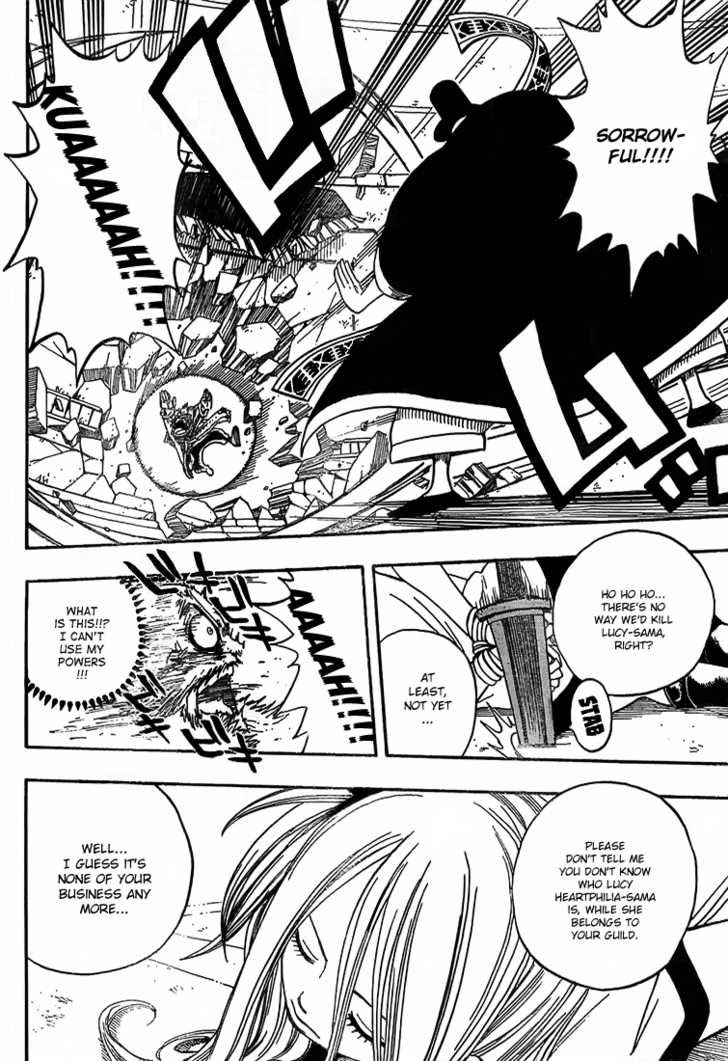 SORROW-
FUL!!!!
KUAAAAAAH!!!!
HO HO HO...
THERE'S NO
WAY WE'D KILL
LUCY-SAMA,
RIGHT?
STAB
AT
LEAST,
NOT YET
...
AAAAAH!!!!
WHAT
IS THIS!!?
I CAN'T
USE MY
POWERS
!!!
PLEASE
DON'T TELL ME
YOU DON'T KNOW
WHO LUCY
HEARTPHILIA-SAMA
IS, WHILE SHE
BELONGS TO
YOUR GUILD.
WELL...
I GUESS IT'S
NONE OF YOUR
BUSINESS ANY
MORE...